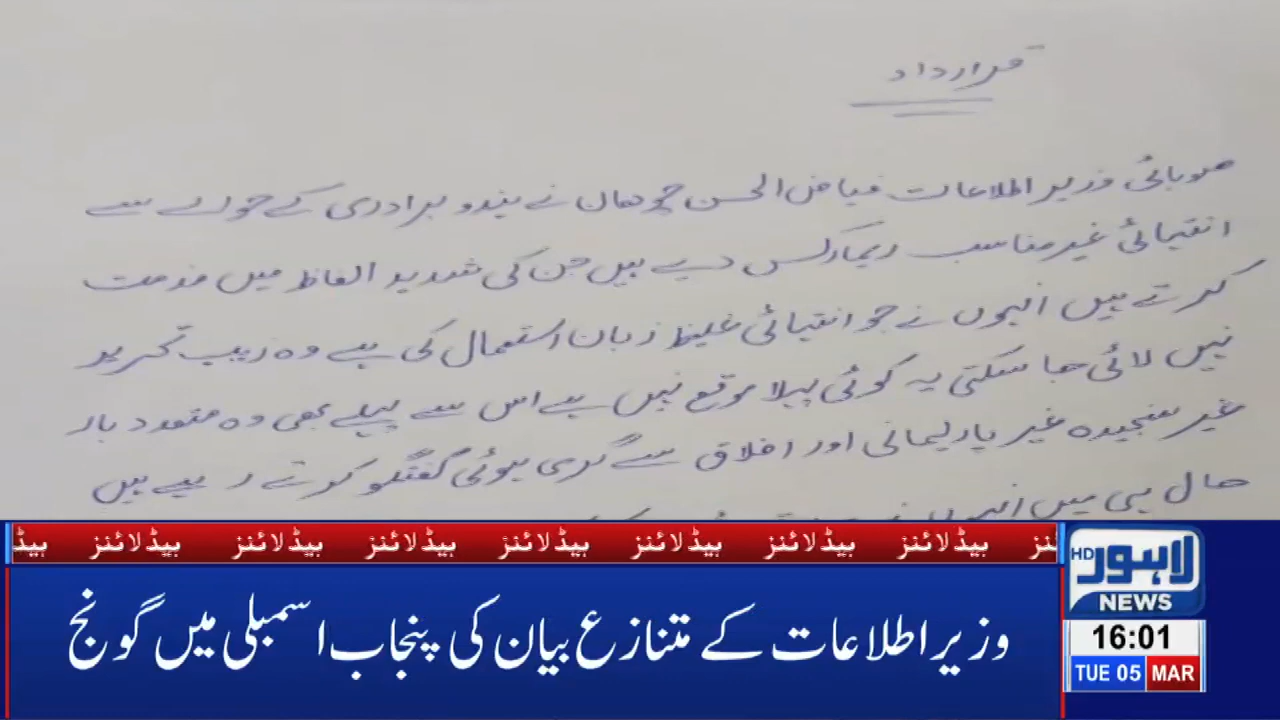 قرارداد
صوبائی وزیر اطلاعات فیاض الحسن چوھان نے ہندو برادری کے حوالے سے
انتہائی غیر مناسب ریمارکس دیے ہیں جن کی شدید الفاظ میں مذمت
کرتے ہیں انہوں نے جو انتہائی غلیظ زبان استعمال کی ہے وہ زیب تحریر
نہیں لائی جا سکتی یہ کوئی پہلا موقع نہیں ہے اس سے پہلے بھی وہ متعدد بار
غیر سنجیدہ غیر پارلیمانی اور اخلاق سے گری ہوئی گفتگو کرتے رہے ہیں
حال ہی میں انہوں نے
ہیڈلائنز ہیڈلائنز ہیڈلائنز ہیڈلائنز ہیڈلائنز ہیڈلائنز ہیڈلائنز
وزیر اطلاعات کے متنازع بیان کی پنجاب اسمبلی میں گونج
لاہور HD
NEWS
16:01
TUE 05 MAR